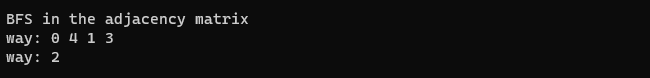 BFS in the adjacency matrix
way: 0 4 1 3
way: 2